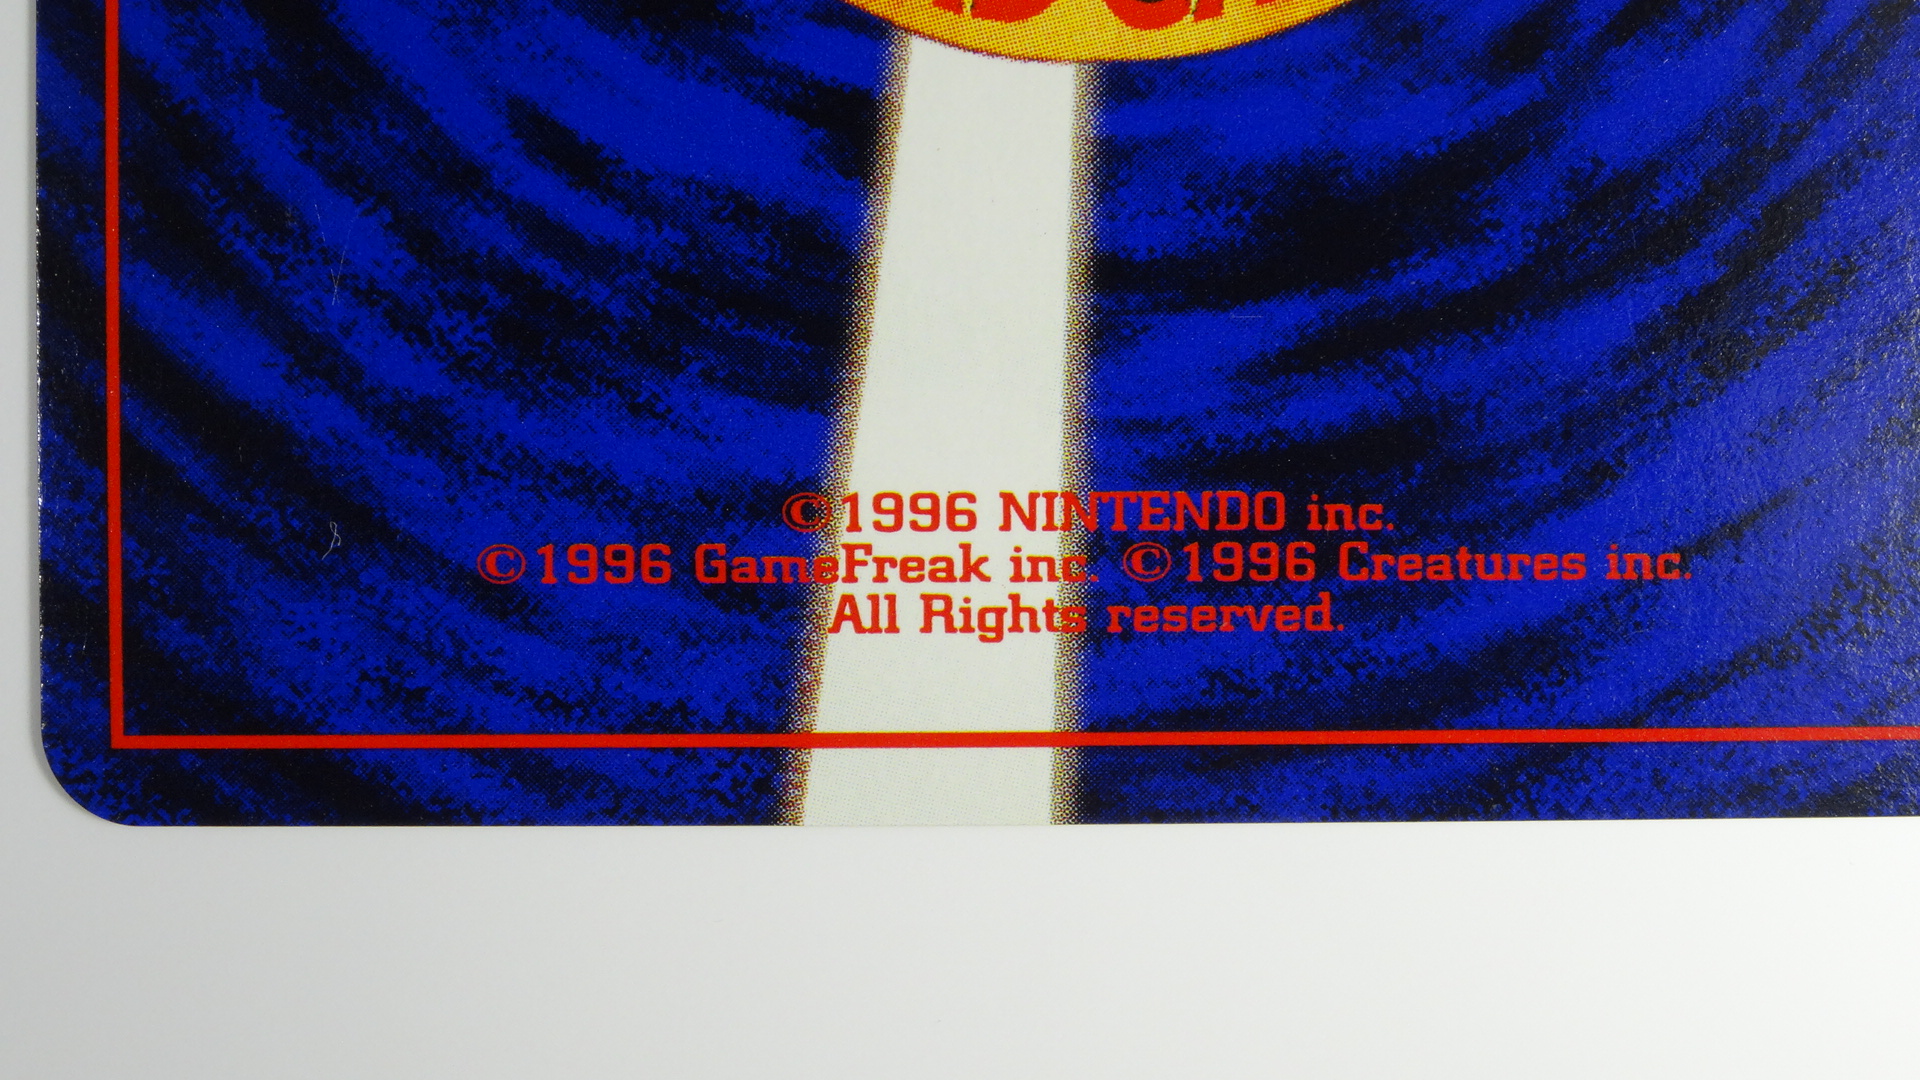 ©1996 NINTENDO inc.
©1996 GameFreak inc. ©1996 Creatures inc.
All Rights reserved.